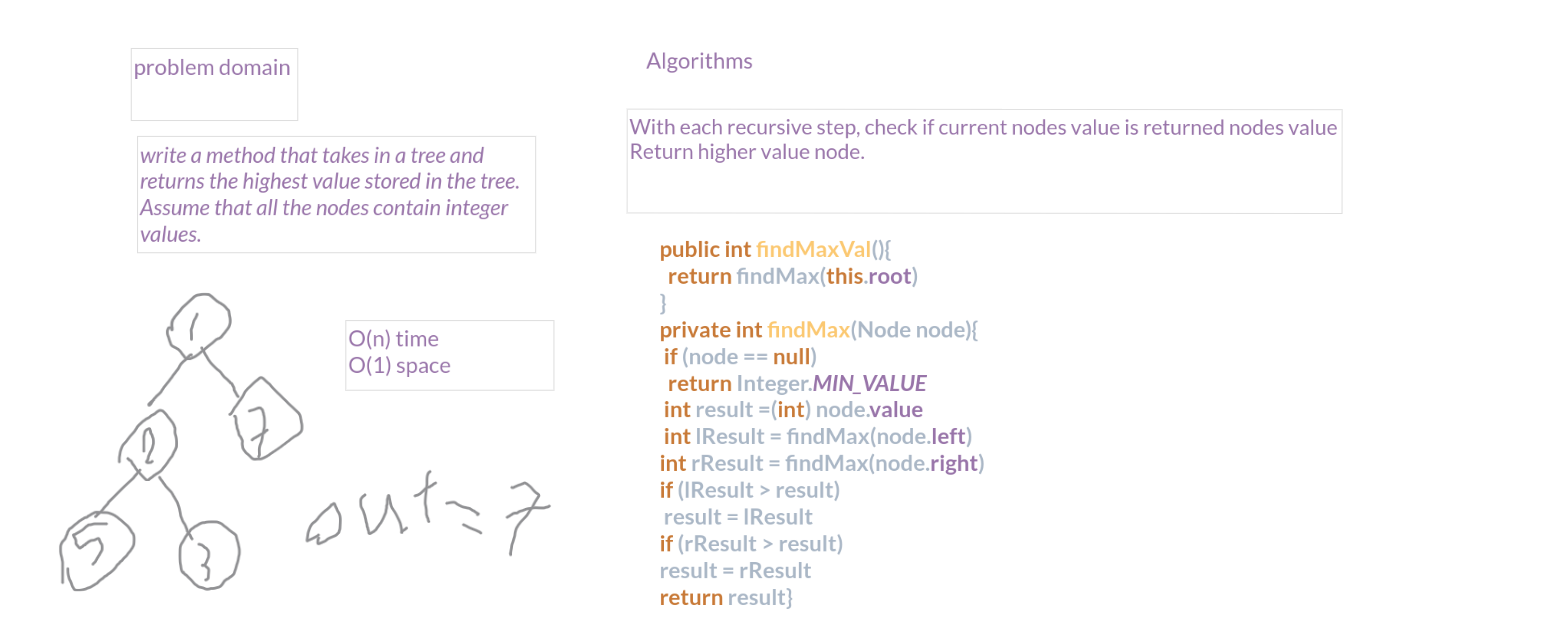 problem domain
write a method that takes in a tree and
returns the highest value stored in the tree.
Assume that all the nodes contain integer
values.
1
2
7
5
3
O(n) time
O(1) space
out = 7
Algorithms
With each recursive step, check if current nodes value is returned nodes value
Return higher value node.
public int findMaxVal(){
return findMax(this.root)
}
private int findMax(Node node){
if (node == null)
return Integer.MIN_VALUE
int result =(int) node.value
int lResult = findMax(node.left)
int rResult = findMax(node.right)
if (lResult > result)
result = lResult
if (rResult > result)
result = rResult
return result}